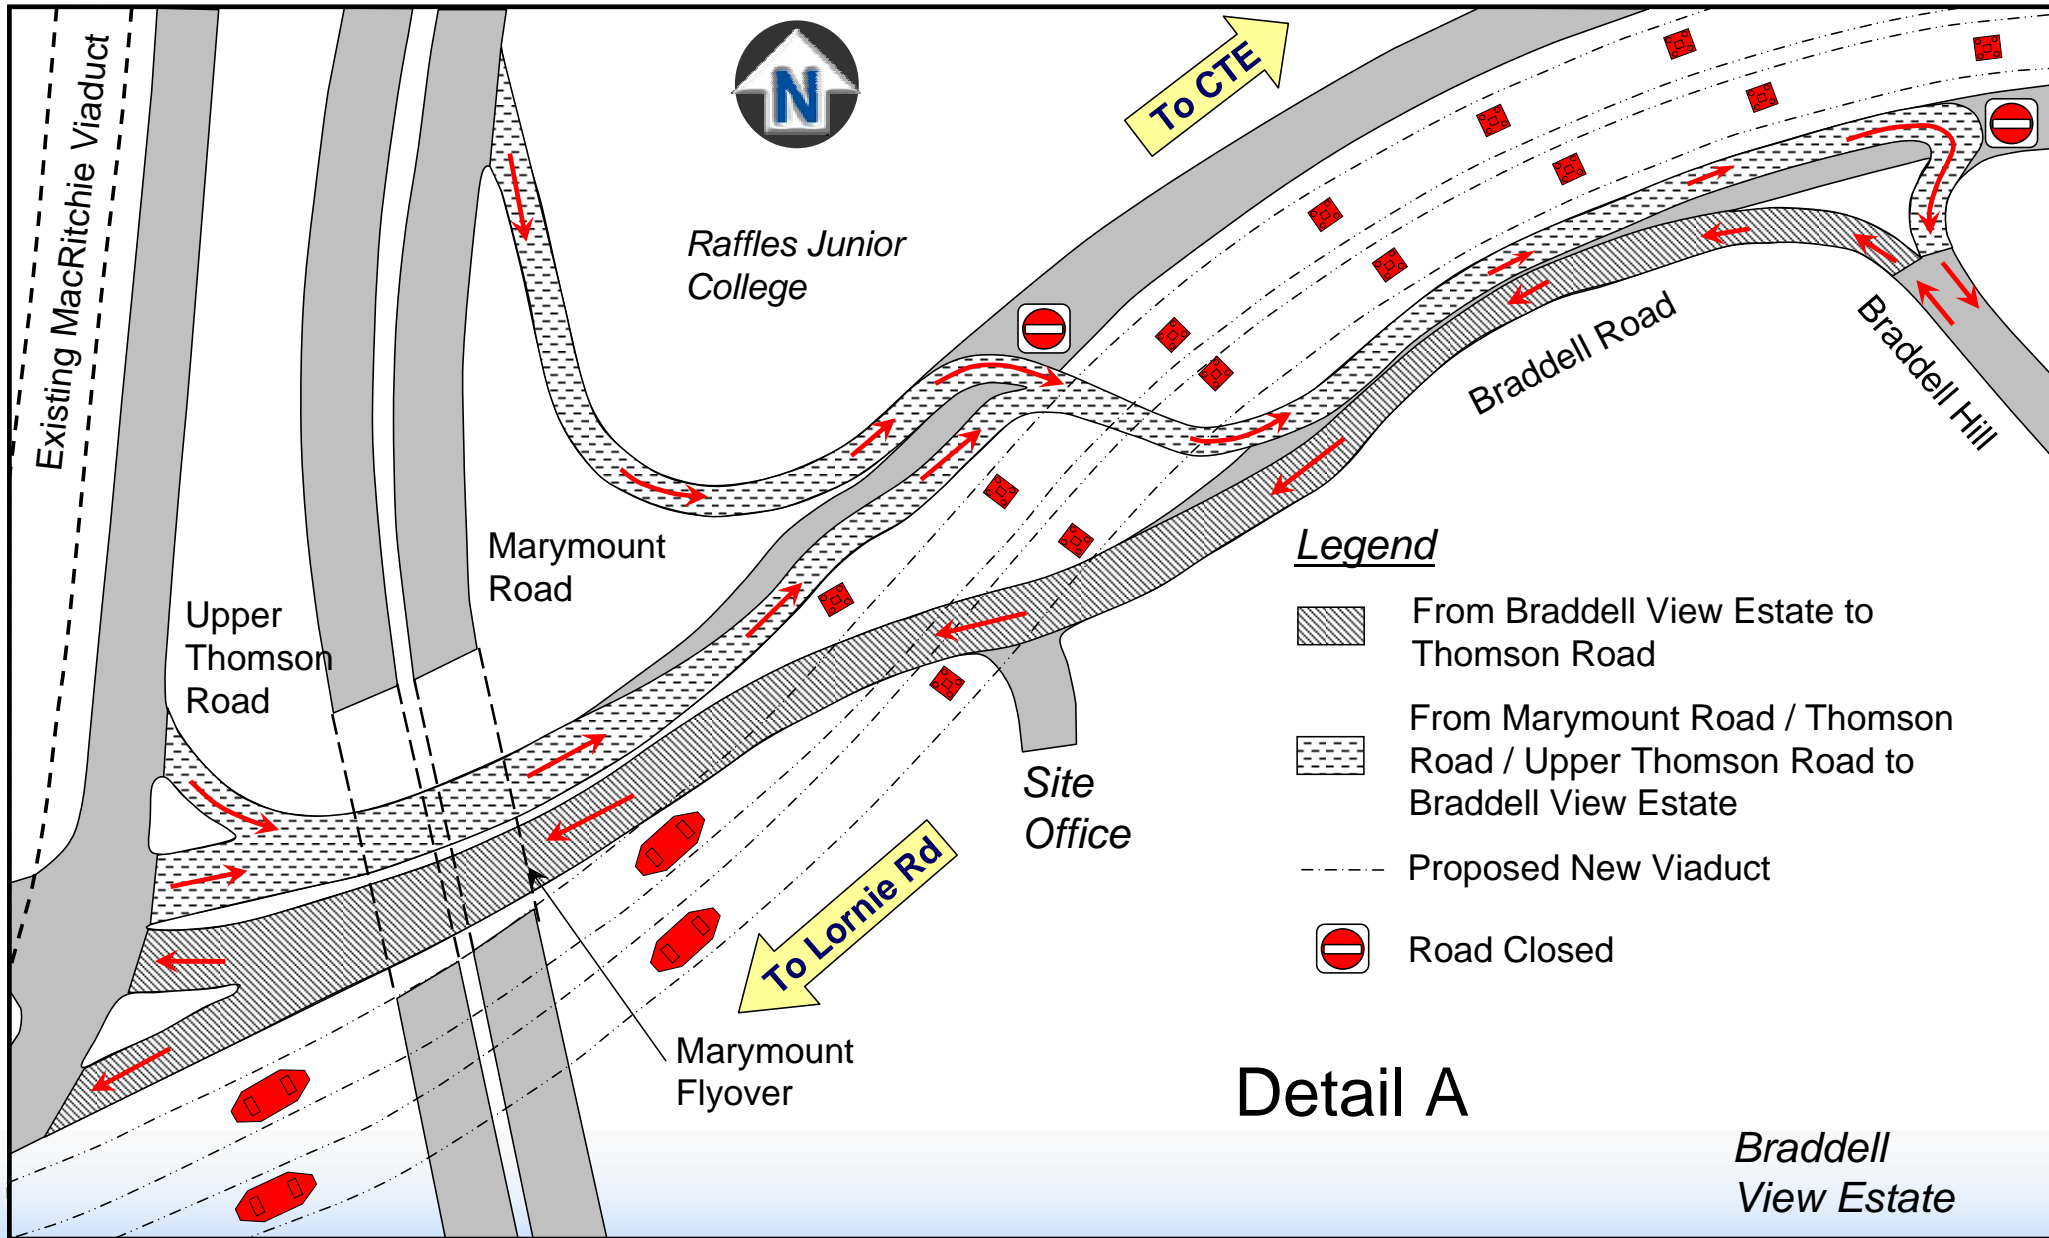 Existing MacRitchie Viaduct
N
To CTE
Raffles Junior
College
Braddell Road
Braddell Hill
Marymount
Road
Upper
Thomson
Road
Legend
From Braddell View Estate to
Thomson Road
From Marymount Road / Thomson
Road / Upper Thomson Road to
Braddell View Estate
Proposed New Viaduct
Road Closed
Site
Office
To Lornie Rd
Marymount
Flyover
Detail A
Braddell
View Estate